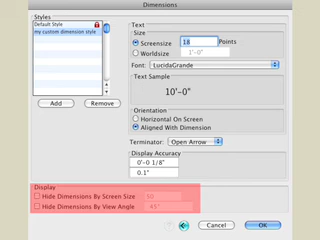 Dimensions
Styles
Default Style
my custom dimension style
Add
Remove
Text
Size
Screensize
18
Points
Worldsize
1'-0"
Font:
LucidaGrande
Text Sample
10'-0"
Orientation
Horizontal On Screen
Aligned With Dimension
Terminator:
Open Arrow
Display Accuracy
0'-0 1/8"
0.1°
Display
Hide Dimensions By Screen Size
50
Hide Dimensions By View Angle
45°
?
Cancel
OK